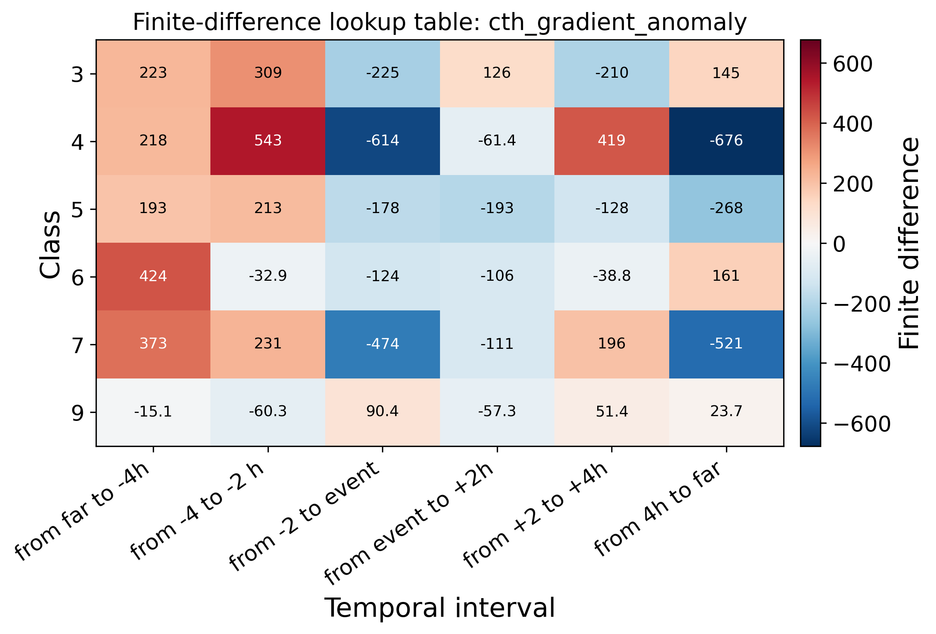 Finite-difference lookup table: cth_gradient_anomaly
3 223 309 -225 126 -210 145
4 218 543 -614 -61.4 419 -676
5 193 213 -178 -193 -128 -268
6 424 -32.9 -124 -106 -38.8 161
7 373 231 -474 -111 196 -521
9 -15.1 -60.3 90.4 -57.3 51.4 23.7
Class
from far to -4h
from -4 to -2 h
from -2 to event
from event to +2h
from +2 to +4h
from 4h to far
Temporal interval
600
400
200
0
−200
−400
−600
Finite difference